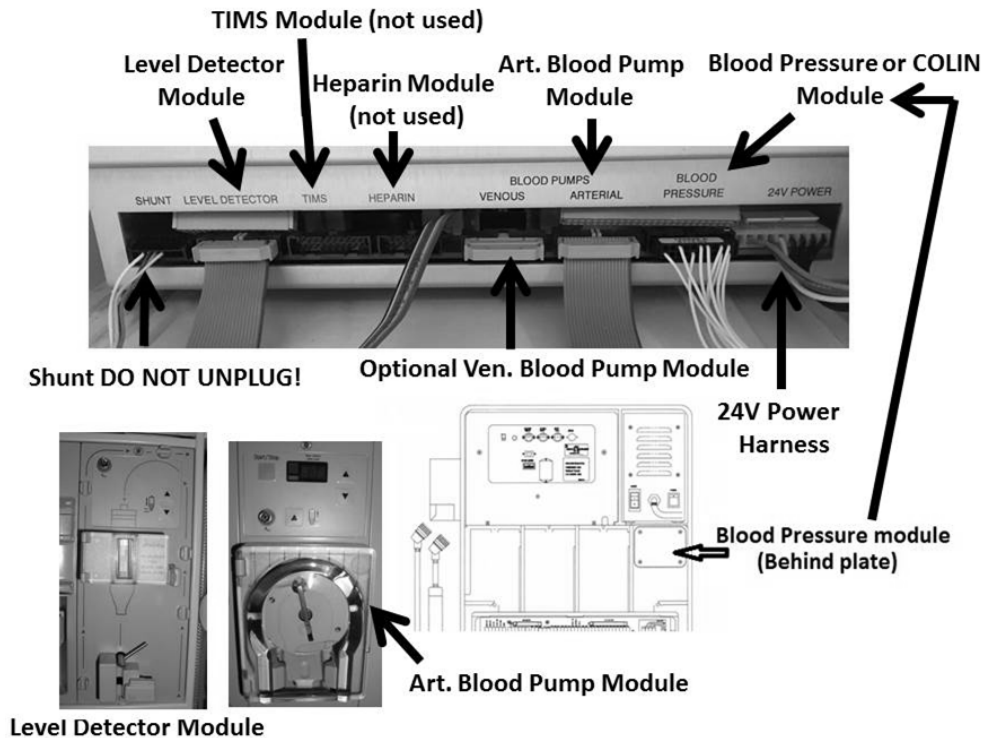 TIMS Module (not used)
Level Detector
Module
Heparin Module
(not used)
Art. Blood Pump
Module
Blood Pressure or COLIN
Module
SHUNT
LEVEL DETECTOR
TIMS
HEPARIN
BLOOD PUMPS
VENOUS
ARTERIAL
BLOOD
PRESSURE
24V POWER
Shunt DO NOT UNPLUG!
Optional Ven. Blood Pump Module
24V Power
Harness
Blood Pressure module
(Behind plate)
Art. Blood Pump Module
Level Detector Module